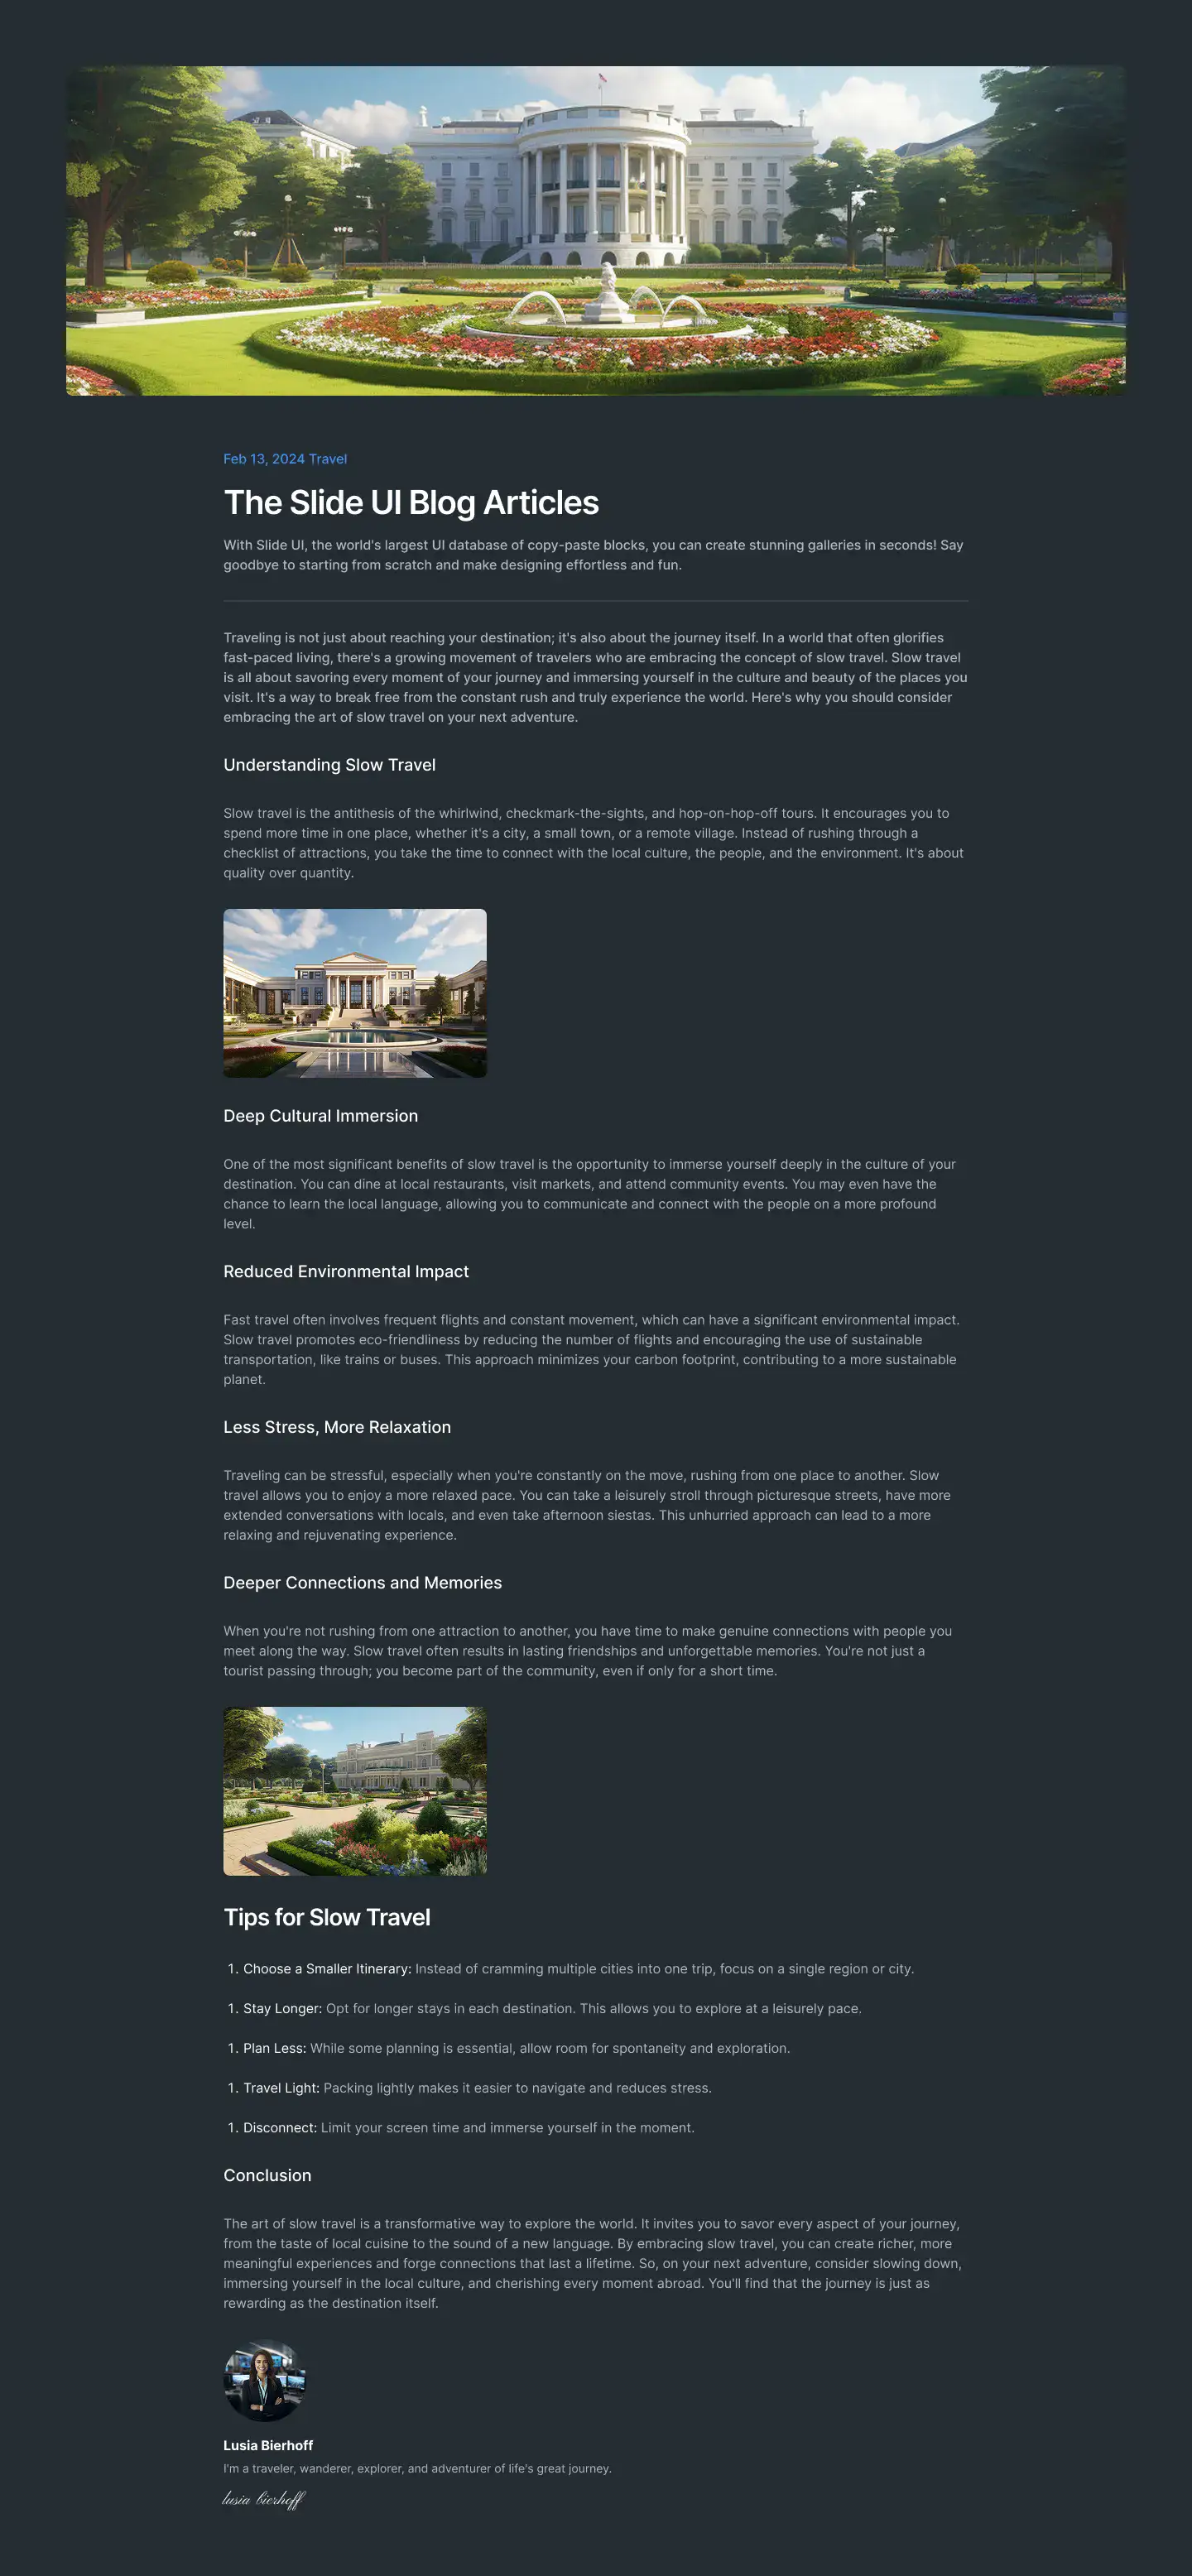 Feb 13, 2024 Travel
The Slide UI Blog Articles
With Slide UI, the world's largest UI database of copy-paste blocks, you can create stunning galleries in seconds! Say
goodbye to starting from scratch and make designing effortless and fun.
Traveling is not just about reaching your destination; it's also about the journey itself. In a world that often glorifies
fast-paced living, there's a growing movement of travelers who are embracing the concept of slow travel. Slow travel
is all about savoring every moment of your journey and immersing yourself in the culture and beauty of the places you
visit. It's a way to break free from the constant rush and truly experience the world. Here's why you should consider
embracing the art of slow travel on your next adventure.
Understanding Slow Travel
Slow travel is the antithesis of the whirlwind, checkmark-the-sights, and hop-on-hop-off tours. It encourages you to
spend more time in one place, whether it's a city, a small town, or a remote village. Instead of rushing through a
checklist of attractions, you take the time to connect with the local culture, the people, and the environment. It's about
quality over quantity.
Deep Cultural Immersion
One of the most significant benefits of slow travel is the opportunity to immerse yourself deeply in the culture of your
destination. You can dine at local restaurants, visit markets, and attend community events. You may even have the
chance to learn the local language, allowing you to communicate and connect with the people on a more profound
level.
Reduced Environmental Impact
Fast travel often involves frequent flights and constant movement, which can have a significant environmental impact.
Slow travel promotes eco-friendliness by reducing the number of flights and encouraging the use of sustainable
transportation, like trains or buses. This approach minimizes your carbon footprint, contributing to a more sustainable
planet.
Less Stress, More Relaxation
Traveling can be stressful, especially when you're constantly on the move, rushing from one place to another. Slow
travel allows you to enjoy a more relaxed pace. You can take a leisurely stroll through picturesque streets, have more
extended conversations with locals, and even take afternoon siestas. This unhurried approach can lead to a more
relaxing and rejuvenating experience.
Deeper Connections and Memories
When you're not rushing from one attraction to another, you have time to make genuine connections with people you
meet along the way. Slow travel often results in lasting friendships and unforgettable memories. You're not just a
tourist passing through; you become part of the community, even if only for a short time.
Tips for Slow Travel
1. Choose a Smaller Itinerary: Instead of cramming multiple cities into one trip, focus on a single region or city.
1. Stay Longer: Opt for longer stays in each destination. This allows you to explore at a leisurely pace.
1. Plan Less: While some planning is essential, allow room for spontaneity and exploration.
1. Travel Light: Packing lightly makes it easier to navigate and reduces stress.
1. Disconnect: Limit your screen time and immerse yourself in the moment.
Conclusion
The art of slow travel is a transformative way to explore the world. It invites you to savor every aspect of your journey,
from the taste of local cuisine to the sound of a new language. By embracing slow travel, you can create richer, more
meaningful experiences and forge connections that last a lifetime. So, on your next adventure, consider slowing down,
immersing yourself in the local culture, and cherishing every moment abroad. You'll find that the journey is just as
rewarding as the destination itself.
Lusia Bierhoff
I'm a traveler, wanderer, explorer, and adventurer of life's great journey.
lusia bierhoff